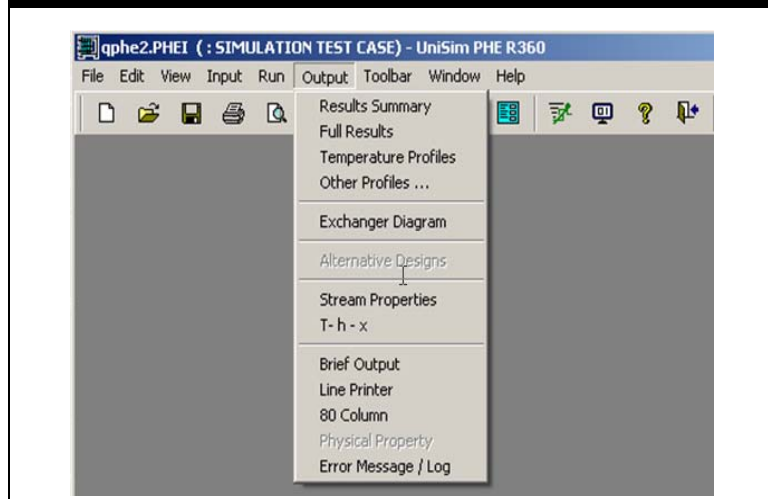 qphe2.PHEI ( : SIMULATION TEST CASE) - UniSim PHE R360
File Edit View Input Run Output Toolbar Window Help
Results Summary
Full Results
Temperature Profiles
Other Profiles ...
Exchanger Diagram
Alternative Designs
Stream Properties
T- h - x
Brief Output
Line Printer
80 Column
Physical Property
Error Message / Log